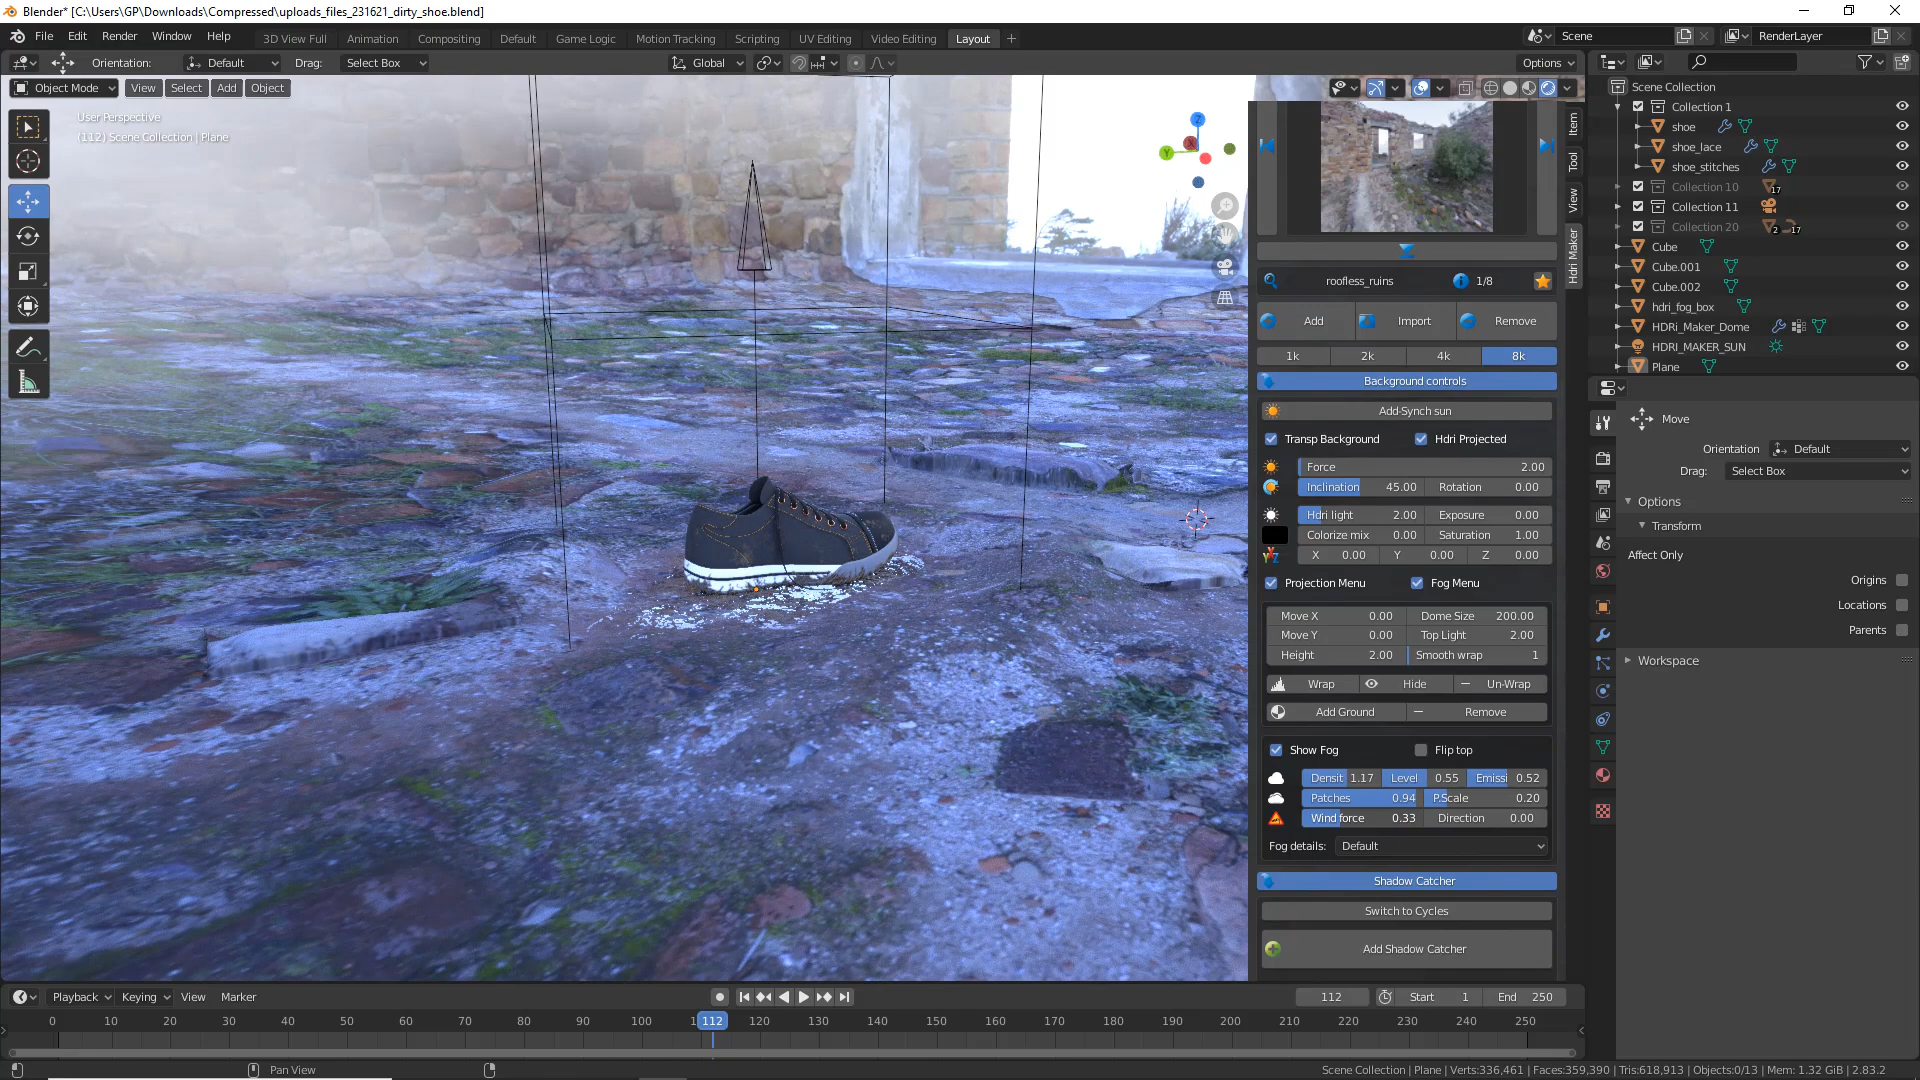 Blender* [C:\Users\GP\Downloads\Compressed\uploads_files_231621_dirty_shoe.blend]
File Edit Render Window Help 3D View Full Animation Compositing Default Game Logic Motion Tracking Scripting UV Editing Video Editing Layout + Scene RenderLayer
Orientation: Default Drag: Select Box Global Options
Object Mode View Select Add Object
User Perspective
(112) Scene Collection | Plane
Z
X
Y
Item
Tool
View
Hdri Maker
roofless_ruins 1/8
Add Import Remove
1k 2k 4k 8k
Background controls
Add-Synch sun
Transp Background Hdri Projected
Force 2.00
Inclination 45.00 Rotation 0.00
Hdri light 2.00 Exposure 0.00
Colorize mix 0.00 Saturation 1.00
X 0.00 Y 0.00 Z 0.00
Projection Menu Fog Menu
Move X 0.00 Dome Size 200.00
Move Y 0.00 Top Light 2.00
Height 2.00 Smooth wrap 1
Wrap Hide Un-Wrap
Add Ground Remove
Show Fog Flip top
Densit 1.17 Level 0.55 Emissi 0.52
Patches 0.94 P.Scale 0.20
Wind force 0.33 Direction 0.00
Fog details: Default
Shadow Catcher
Switch to Cycles
Add Shadow Catcher
Scene Collection
Collection 1
shoe
shoe_lace
shoe_stitches
Collection 10 17
Collection 11
Collection 20 2 17
Cube
Cube.001
Cube.002
hdri_fog_box
HDRi_Maker_Dome
HDRI_MAKER_SUN
Plane
Move
Orientation Default
Drag: Select Box
Options
Transform
Affect Only
Origins
Locations
Parents
Workspace
Playback Keying View Marker 112 Start 1 End 250
0 10 20 30 40 50 60 70 80 90 100 112 120 130 140 150 160 170 180 190 200 210 220 230 240 250
Pan View
Scene Collection | Plane | Verts:336,461 | Faces:359,390 | Tris:618,913 | Objects:0/13 | Mem: 1.32 GiB | 2.83.2